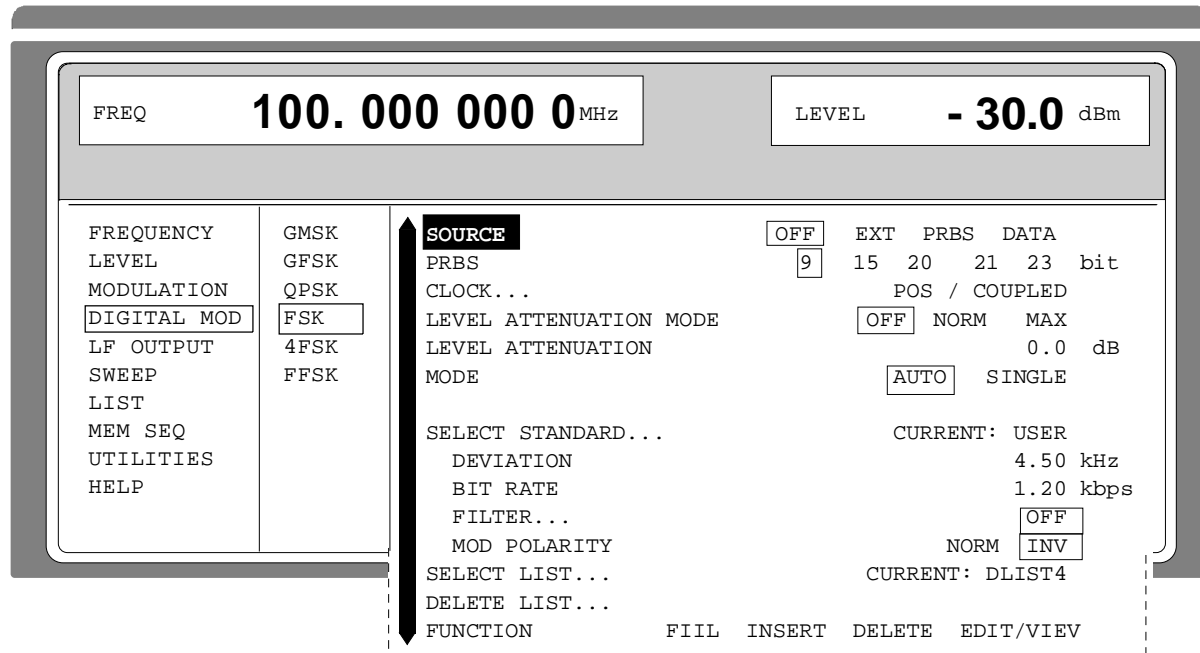 FREQ 100. 000 000 0 MHz LEVEL - 30.0 dBm
FREQUENCY GMSK SOURCE OFF EXT PRBS DATA
LEVEL GFSK PRBS 9 15 20 21 23 bit
MODULATION QPSK CLOCK... POS / COUPLED
DIGITAL MOD FSK LEVEL ATTENUATION MODE OFF NORM MAX
LF OUTPUT 4FSK LEVEL ATTENUATION 0.0 dB
SWEEP FFSK MODE AUTO SINGLE
LIST
MEM SEQ SELECT STANDARD... CURRENT: USER
UTILITIES DEVIATION 4.50 kHz
HELP BIT RATE 1.20 kbps
FILTER... OFF
MOD POLARITY NORM INV
SELECT LIST... CURRENT: DLIST4
DELETE LIST...
FUNCTION FIIL INSERT DELETE EDIT/VIEV